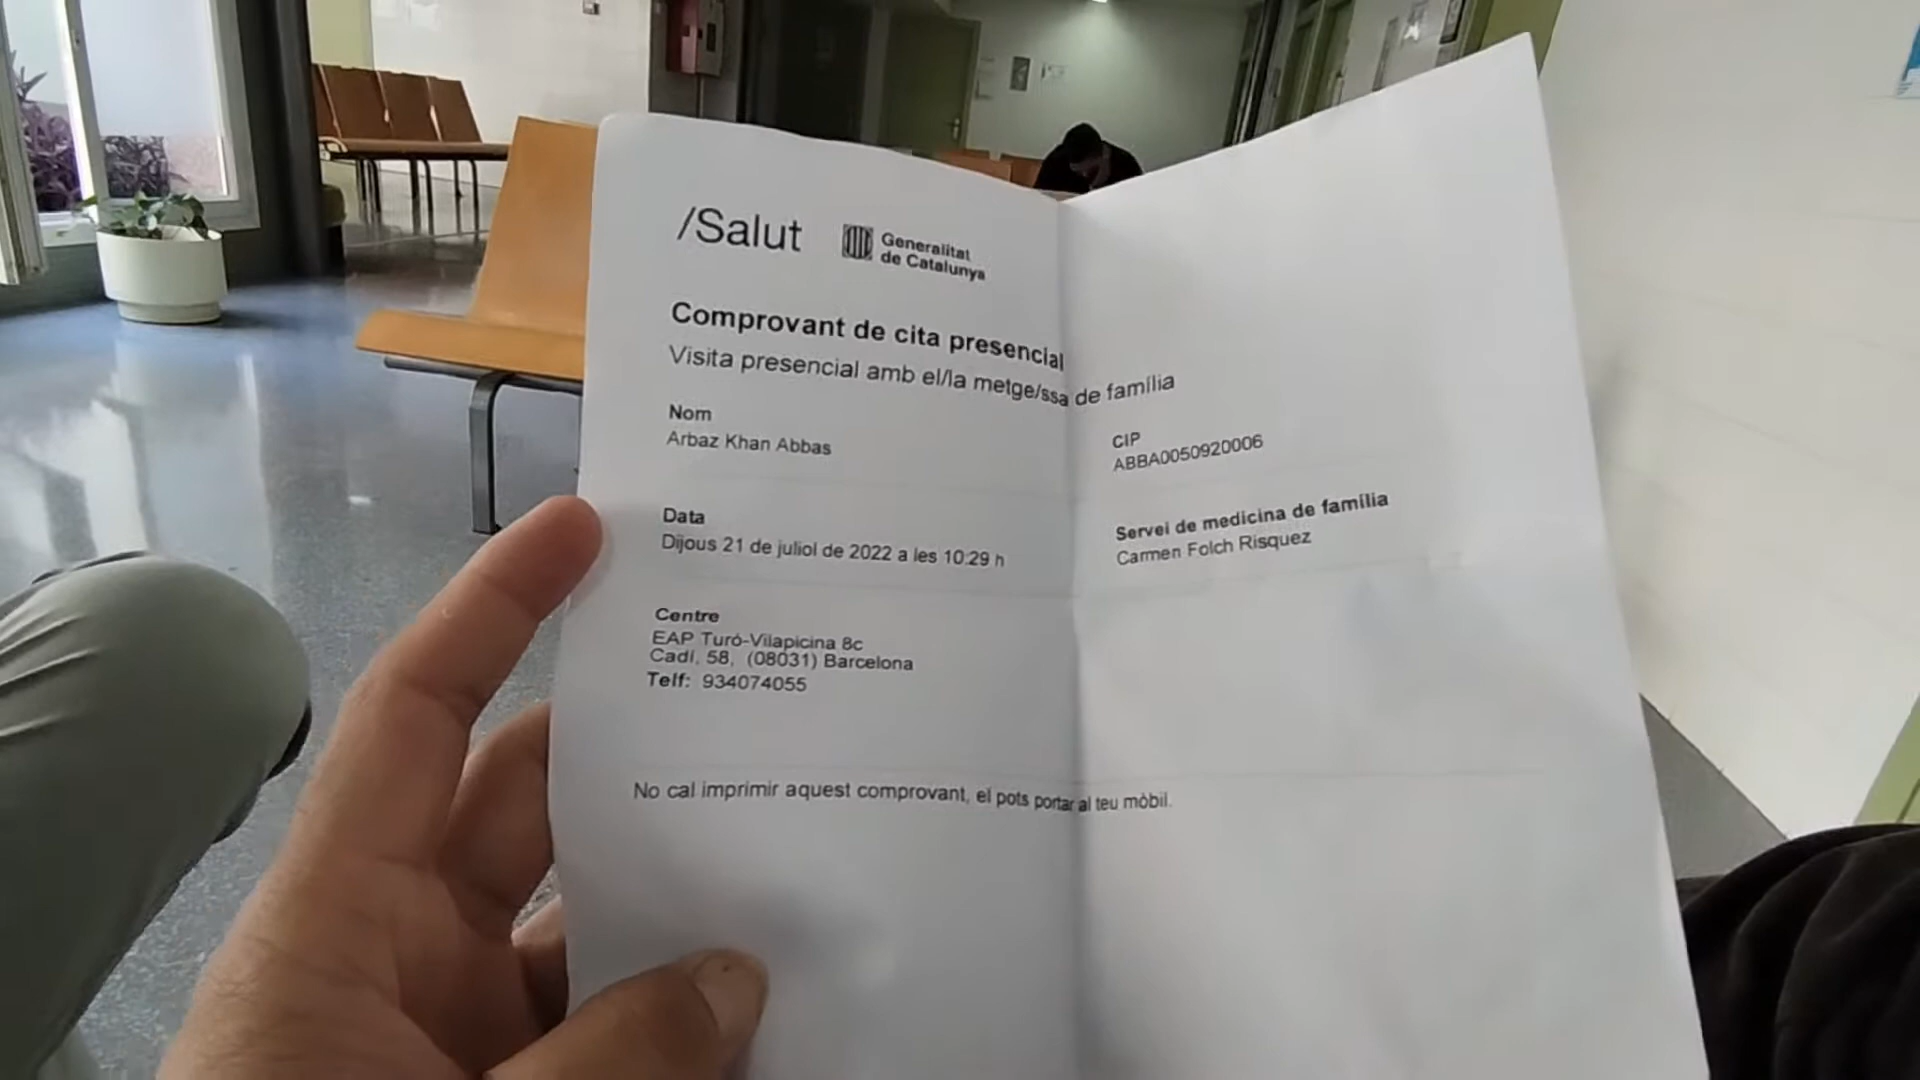 /Salut
Generalitat
de Catalunya
Comprovant de cita presencial
Visita presencial amb el/la metge/ssa de família
Nom
Arbaz Khan Abbas
CIP
ABBA0050920006
Data
Dijous 21 de juliol de 2022 a les 10:29 h
Servei de medicina de família
Carmen Folch Risquez
Centre
EAP Turó-Vilapicina 8c
Cadí, 58, (08031) Barcelona
Telf: 934074055
No cal imprimir aquest comprovant, el pots portar al teu mòbil.